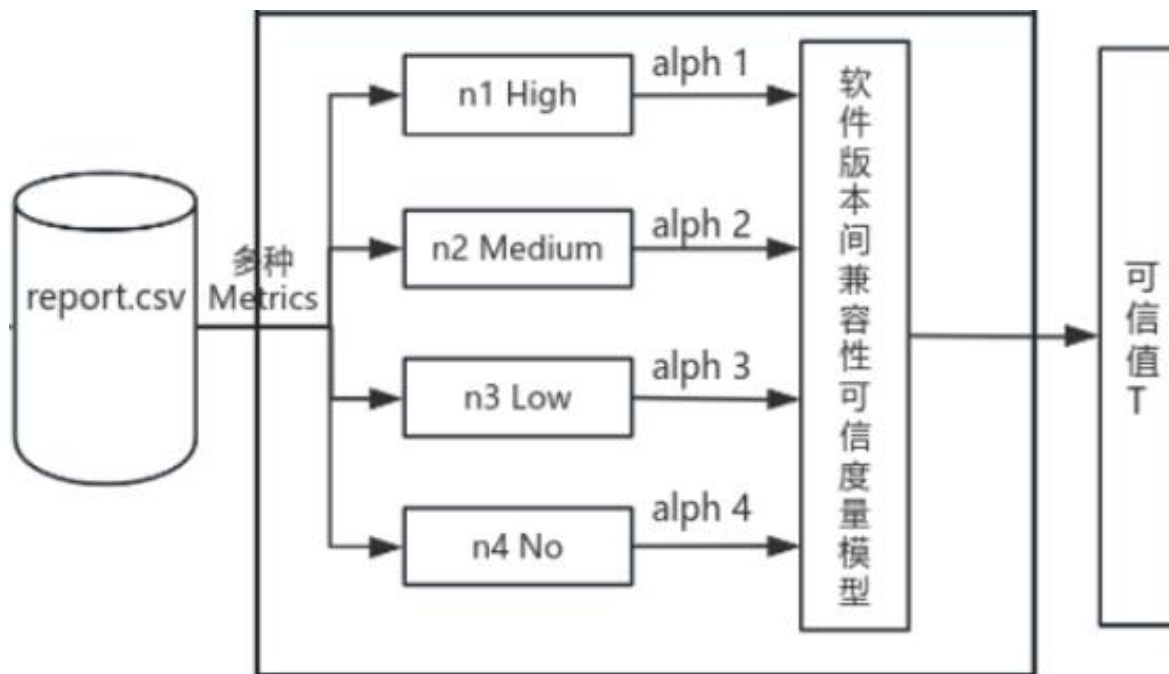 report.csv
多种
Metrics
n1 High
alph 1
n2 Medium
alph 2
n3 Low
alph 3
n4 No
alph 4
软件版本间兼容性可信度量模型
可信值T